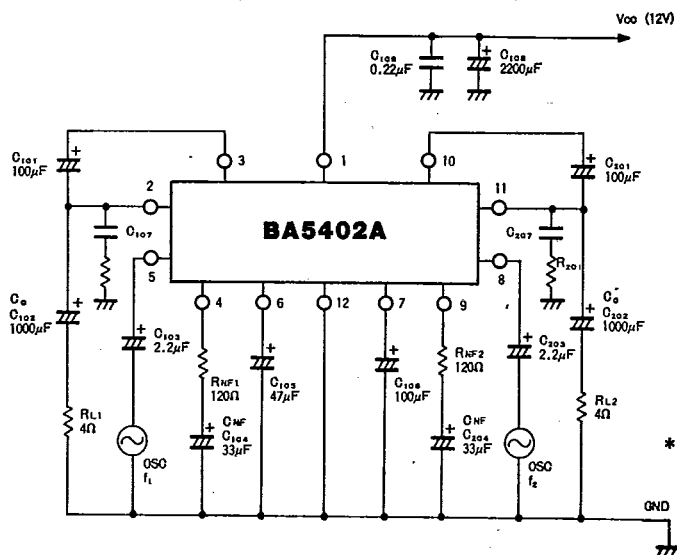 Vcc (12V)
C108
0.22μF
C109
2200μF
C101
100μF
3
1
10
C201
100μF
2
11
BA5402A
C107
C207
5
8
R201
4
6
12
7
9
Co
C102
1000μF
C103
2.2μF
RNF1
120Ω
C105
47μF
C106
100μF
RNF2
120Ω
C203
2.2μF
Co
C202
1000μF
RL1
4Ω
CNF
C104
33μF
CNF
C204
33μF
RL2
4Ω
OSC
f1
OSC
f2
*
GND